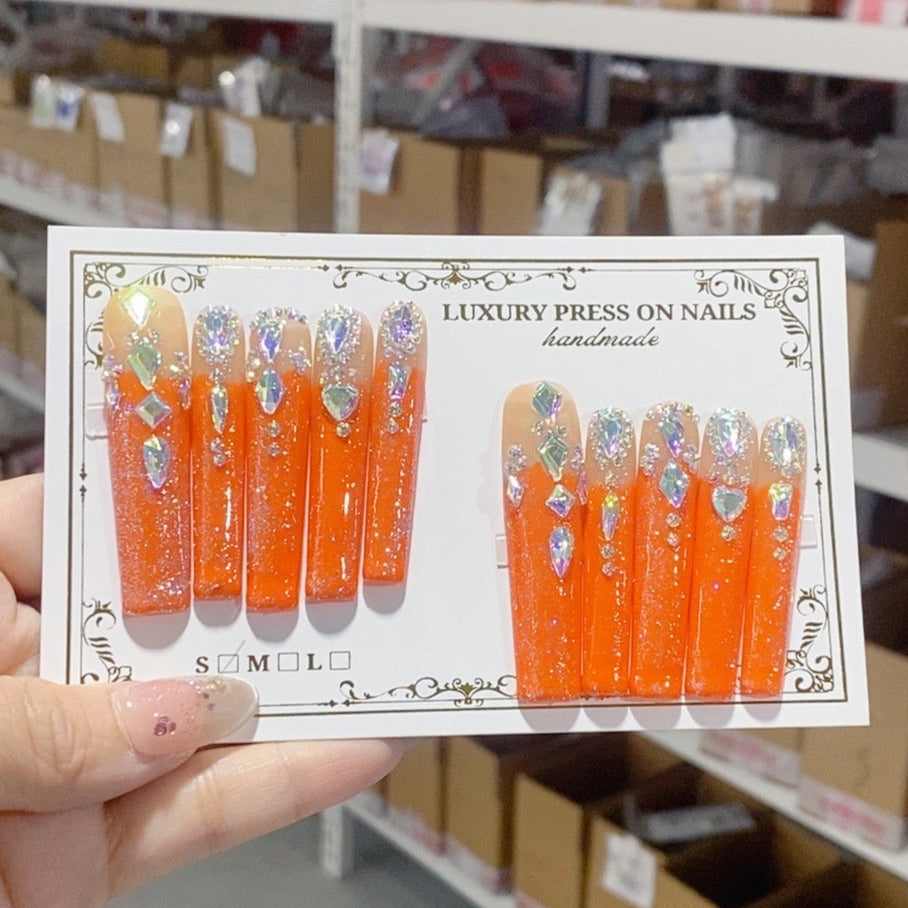 LUXURY PRESS ON NAILS
handmade
S ☑ M ☐ L ☐